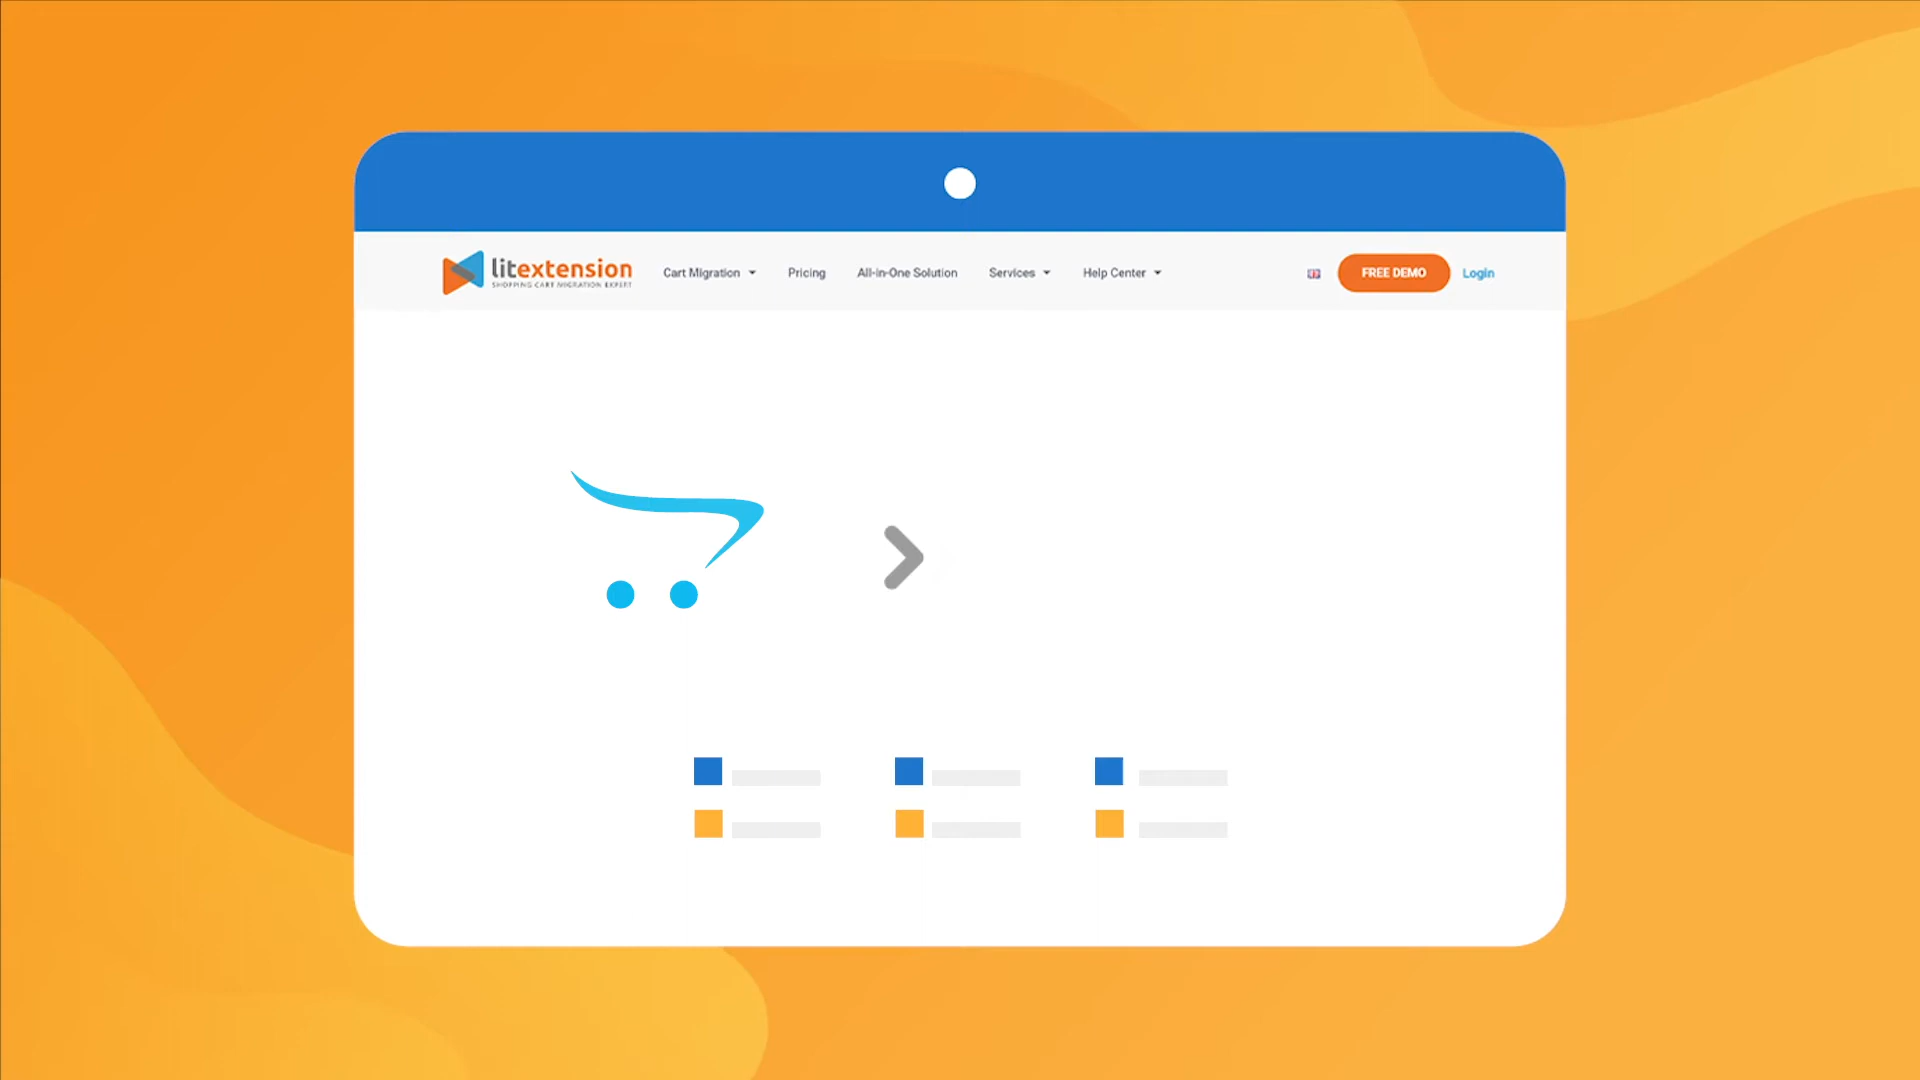 litextension
SHOPPING CART MIGRATION EXPERT
Cart Migration
Pricing
All-in-One Solution
Services
Help Center
FREE DEMO
Login